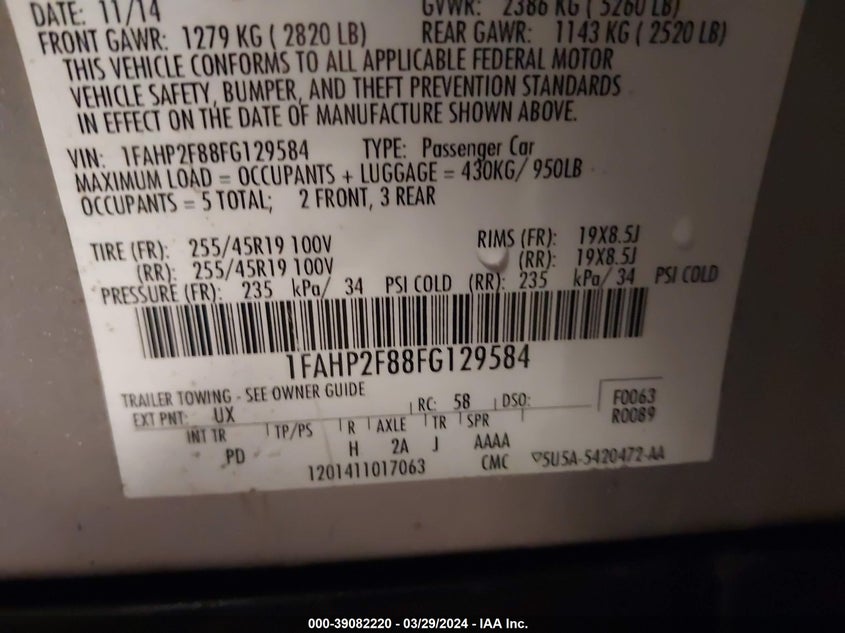 DATE: 11/14 GVWR: 2386 KG ( 5260 LB)
FRONT GAWR: 1279 KG ( 2820 LB) REAR GAWR: 1143 KG ( 2520 LB)
THIS VEHICLE CONFORMS TO ALL APPLICABLE FEDERAL MOTOR
VEHICLE SAFETY, BUMPER, AND THEFT PREVENTION STANDARDS
IN EFFECT ON THE DATE OF MANUFACTURE SHOWN ABOVE.
VIN: 1FAHP2F88FG129584 TYPE: Passenger Car
MAXIMUM LOAD = OCCUPANTS + LUGGAGE = 430KG/ 950LB
OCCUPANTS = 5 TOTAL; 2 FRONT, 3 REAR
TIRE (FR): 255/45R19 100V RIMS (FR): 19X8.5J
(RR): 255/45R19 100V (RR): 19X8.5J
PRESSURE (FR): 235 kPa/ 34 PSI COLD (RR): 235 kPa/ 34 PSI COLD
1FAHP2F88FG129584
TRAILER TOWING - SEE OWNER GUIDE
EXT PNT: UX RC: 58 DSO: F0063
R0089
INT TR TP/PS R AXLE TR SPR
PD H 2A J AAAA
1201411017063 CMC 5U5A-5420472-AA
000-39082220 - 03/29/2024 - IAA Inc.